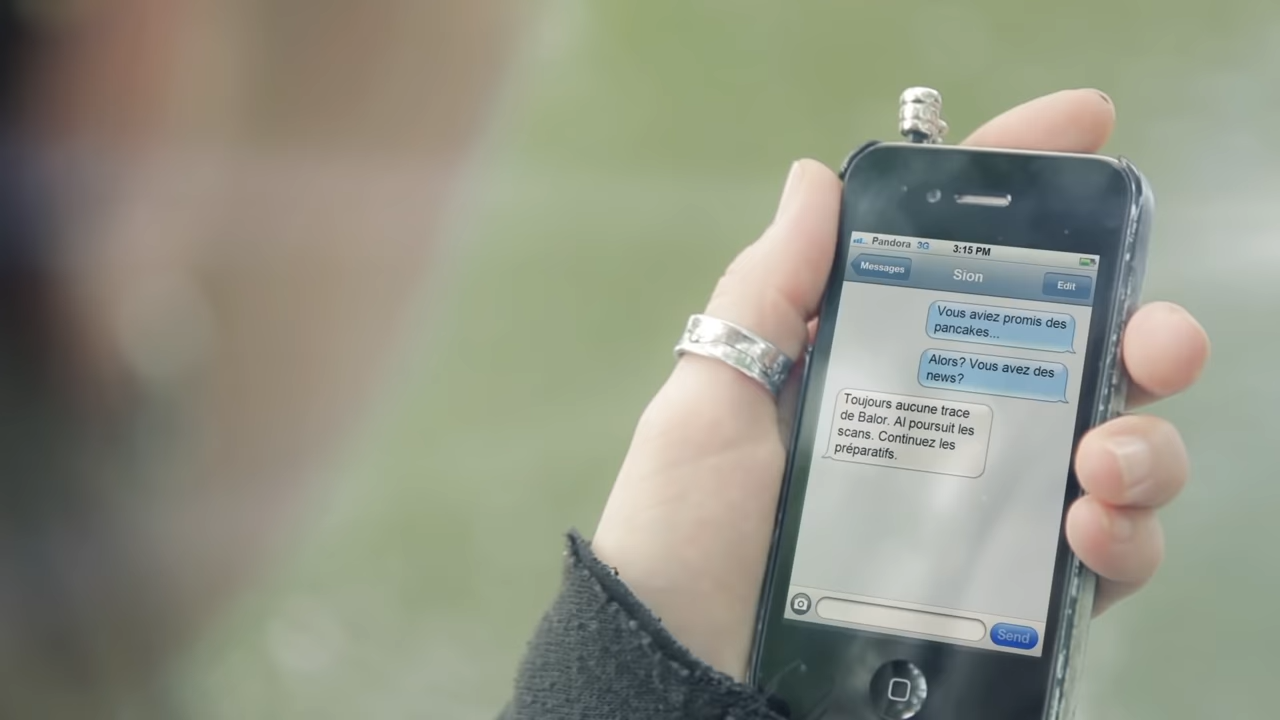 Pandora 3G 3:15 PM
Messages Sion Edit
Vous aviez promis des
pancakes...
Alors? Vous avez des
news?
Toujours aucune trace
de Balor. Al poursuit les
scans. Continuez les
préparatifs.
Send